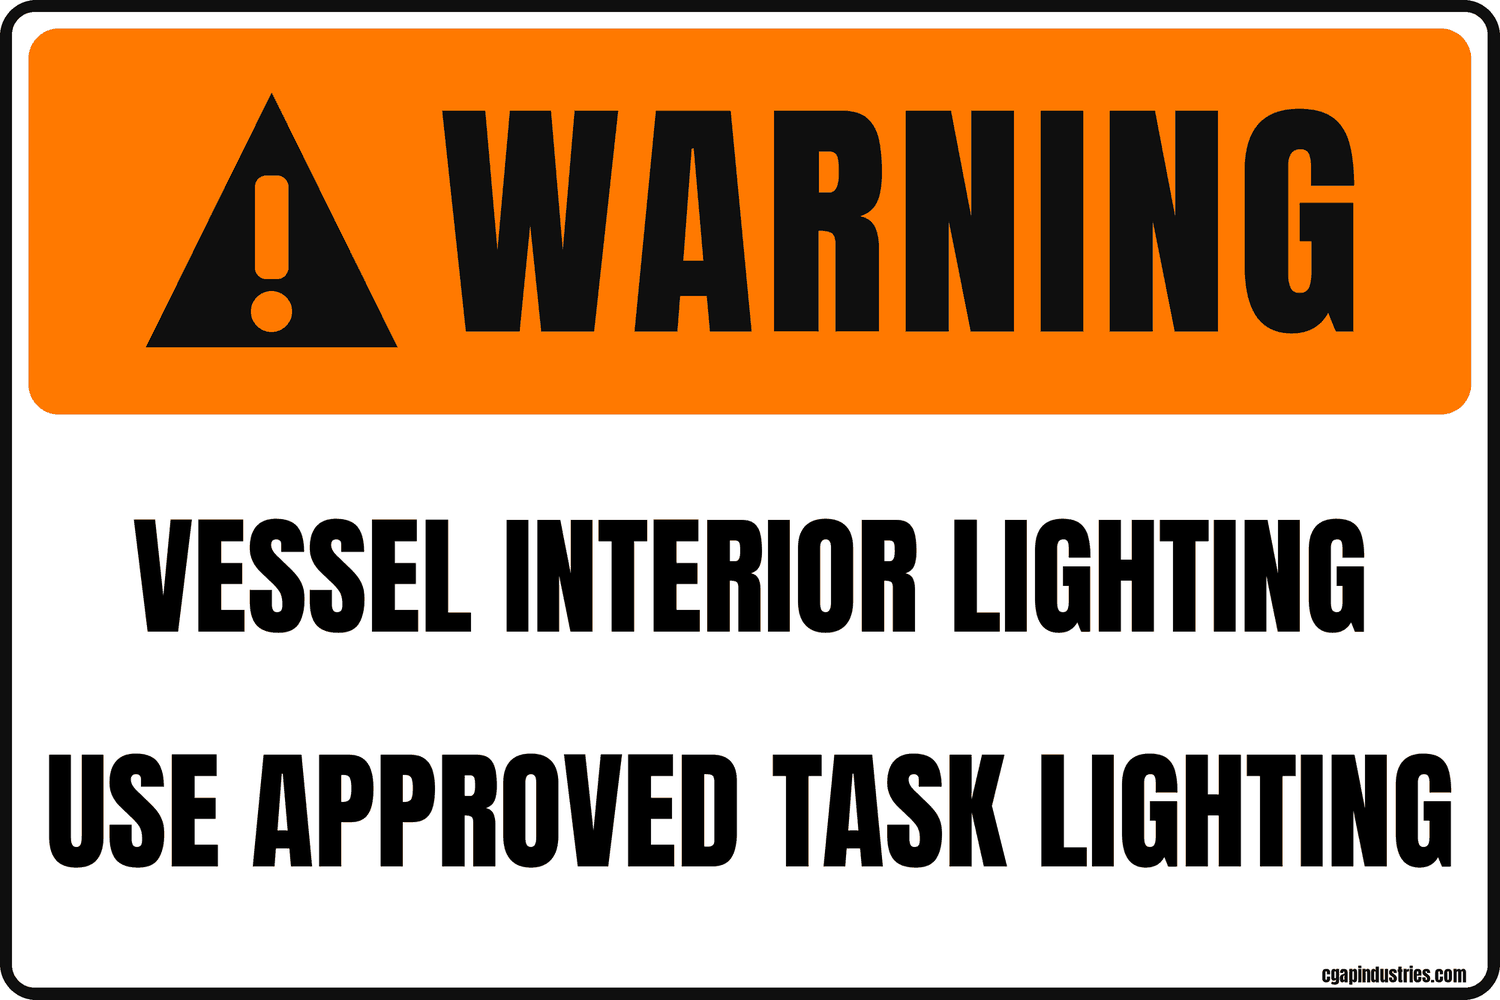 WARNING
VESSEL INTERIOR LIGHTING
USE APPROVED TASK LIGHTING
cgapindustries.com